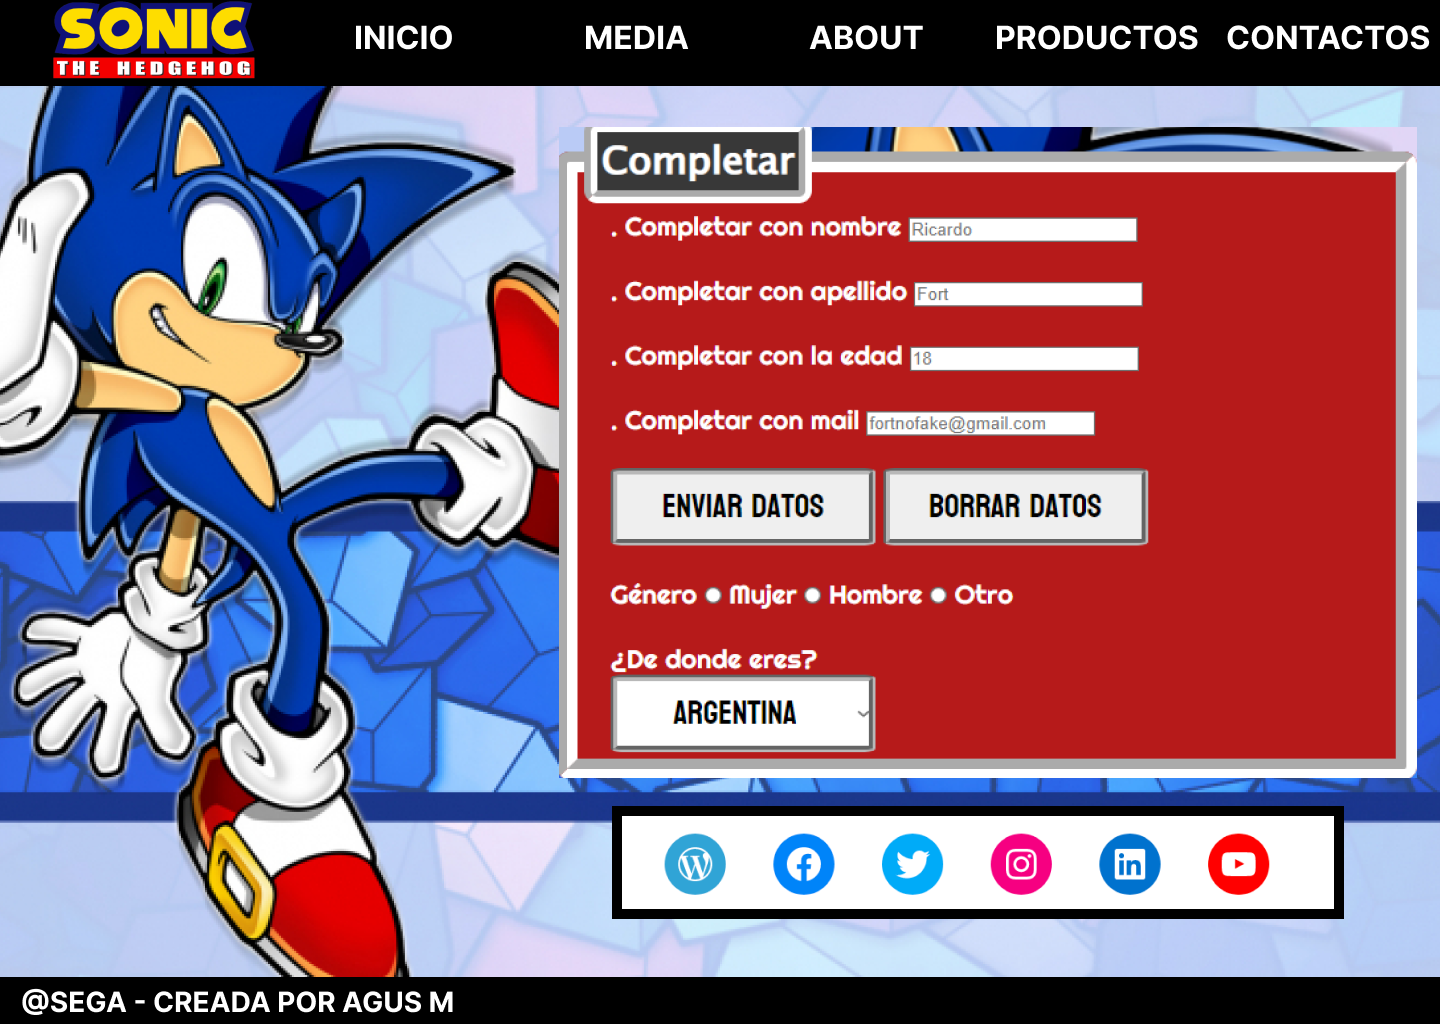 SONIC
THE HEDGEHOG
INICIO MEDIA ABOUT PRODUCTOS CONTACTOS
Completar
. Completar con nombre Ricardo
. Completar con apellido Fort
. Completar con la edad 18
. Completar con mail fortnofake@gmail.com
ENVIAR DATOS BORRAR DATOS
Género Mujer Hombre Otro
¿De donde eres?
ARGENTINA
@SEGA - CREADA POR AGUS M